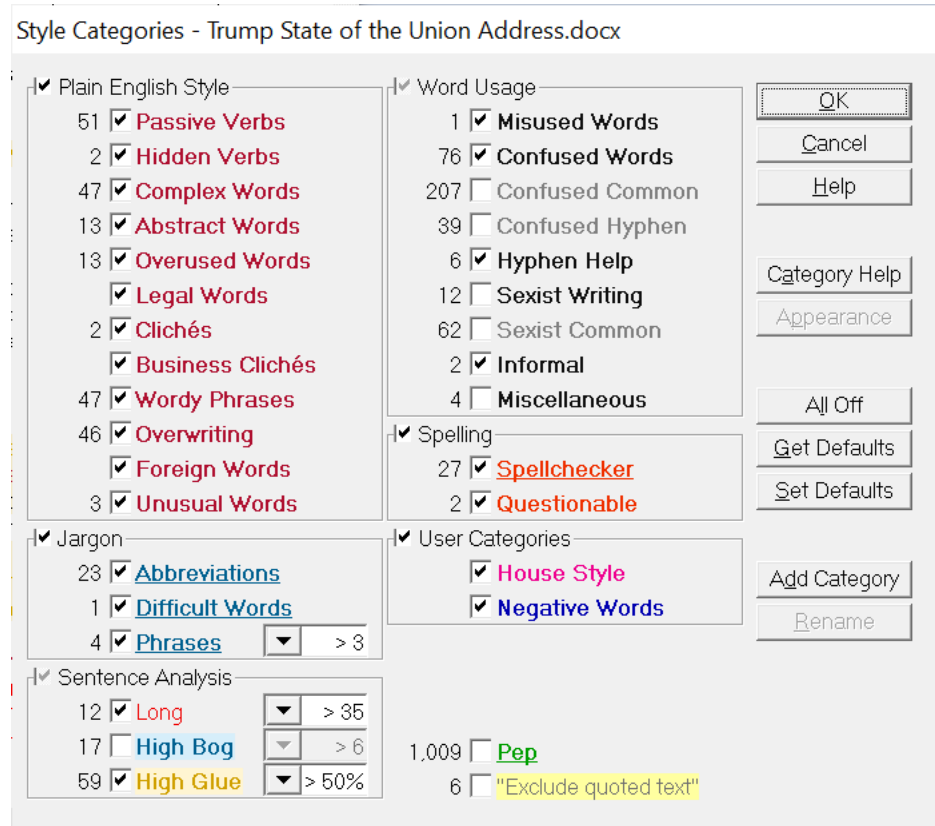 Style Categories - Trump State of the Union Address.docx
Plain English Style
51 Passive Verbs
2 Hidden Verbs
47 Complex Words
13 Abstract Words
13 Overused Words
Legal Words
2 Clichés
Business Clichés
47 Wordy Phrases
46 Overwriting
Foreign Words
3 Unusual Words
Jargon
23 Abbreviations
1 Difficult Words
4 Phrases > 3
Sentence Analysis
12 Long > 35
17 High Bog > 6
59 High Glue > 50%
Word Usage
1 Misused Words
76 Confused Words
207 Confused Common
39 Confused Hyphen
6 Hyphen Help
12 Sexist Writing
62 Sexist Common
2 Informal
4 Miscellaneous
Spelling
27 Spellchecker
2 Questionable
User Categories
House Style
Negative Words
1,009 Pep
6 "Exclude quoted text"
OK
Cancel
Help
Category Help
Appearance
All Off
Get Defaults
Set Defaults
Add Category
Rename